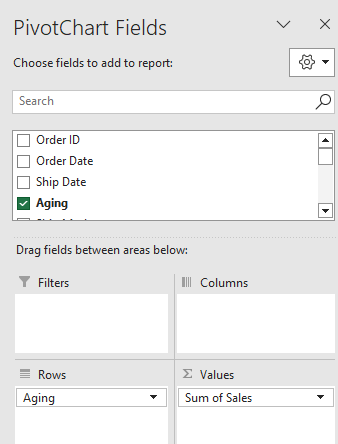 PivotChart Fields
Choose fields to add to report:
Search
Order ID
Order Date
Ship Date
Aging
Drag fields between areas below:
Filters
Columns
Rows
Σ Values
Aging
Sum of Sales